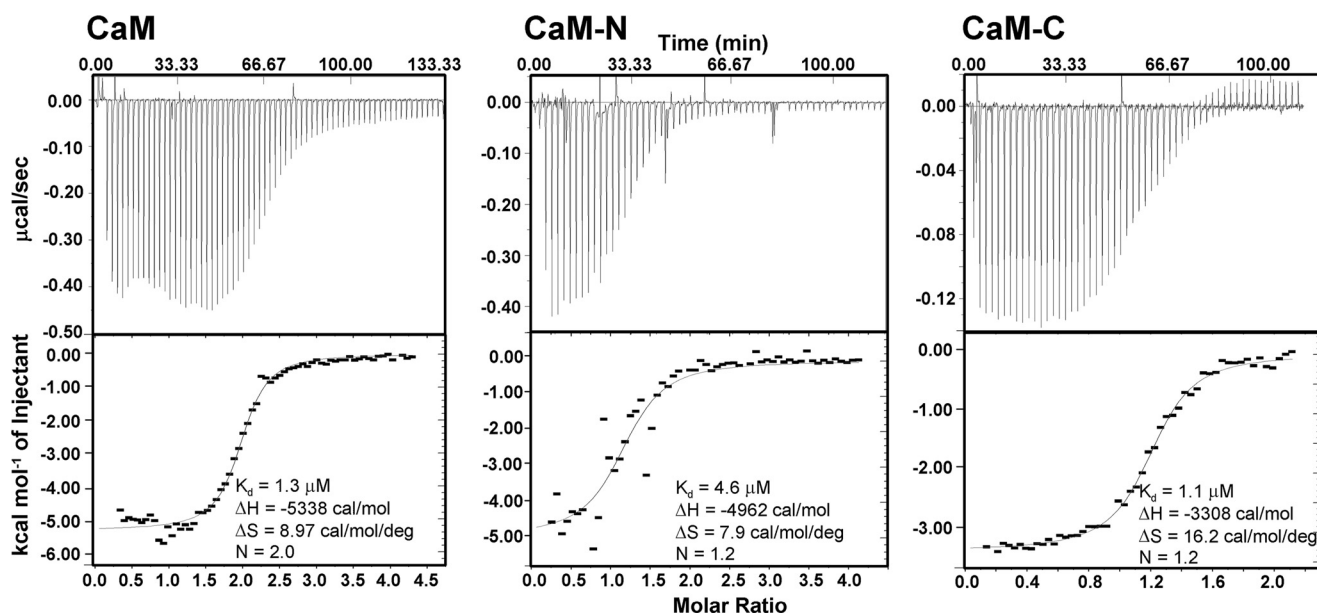 CaM
CaM-N
CaM-C
Time (min)
0.00 33.33 66.67 100.00 133.33
0.00 33.33 66.67 100.00
0.00 33.33 66.67 100.00
µcal/sec
0.00
-0.10
-0.20
-0.30
-0.40
-0.50
0.00
-0.10
-0.20
-0.30
-0.40
0.00
-0.04
-0.08
-0.12
kcal mol⁻¹ of Injectant
0.00
-1.00
-2.00
-3.00
-4.00
-5.00
-6.00
K_d = 1.3 µM
ΔH = -5338 cal/mol
ΔS = 8.97 cal/mol/deg
N = 2.0
0.0 0.5 1.0 1.5 2.0 2.5 3.0 3.5 4.0 4.5
0.00
-1.00
-2.00
-3.00
-4.00
-5.00
K_d = 4.6 µM
ΔH = -4962 cal/mol
ΔS = 7.9 cal/mol/deg
N = 1.2
0.0 0.5 1.0 1.5 2.0 2.5 3.0 3.5 4.0
0.00
-1.00
-2.00
-3.00
K_d = 1.1 µM
ΔH = -3308 cal/mol
ΔS = 16.2 cal/mol/deg
N = 1.2
0.0 0.4 0.8 1.2 1.6 2.0
Molar Ratio